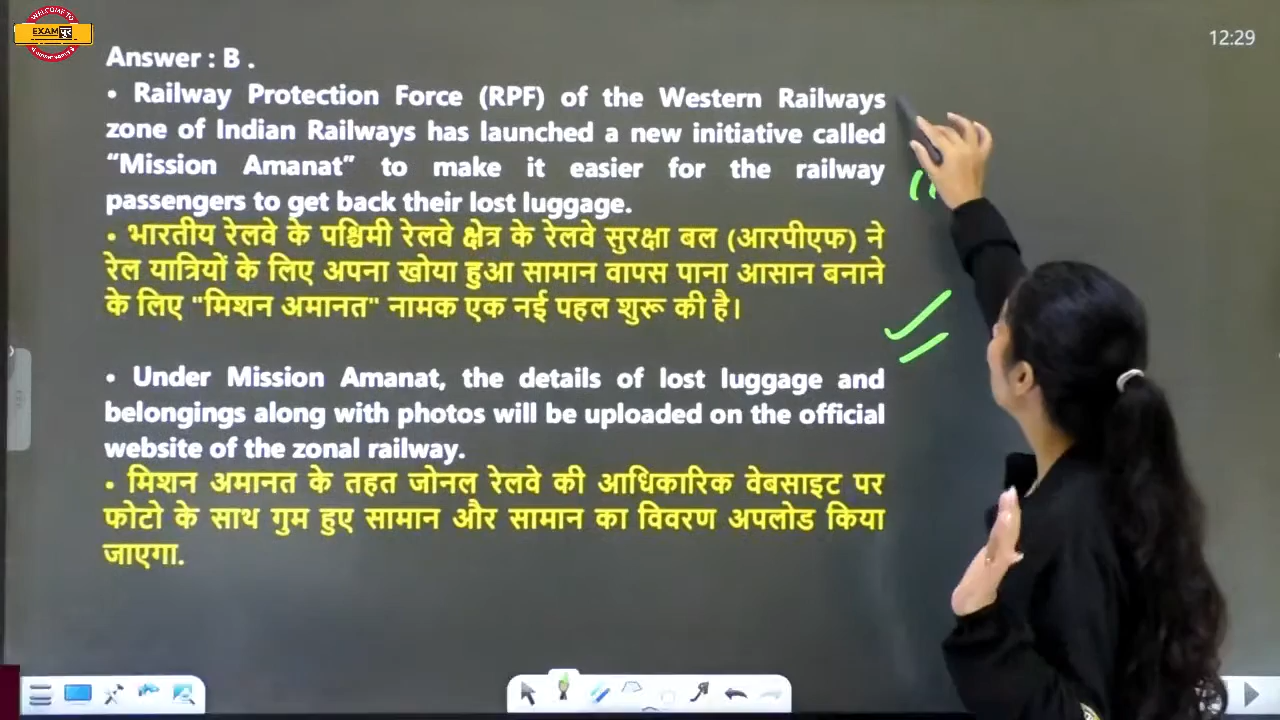 WELCOME TO
EXAM पुर
12:29
Answer : B .
• Railway Protection Force (RPF) of the Western Railways
zone of Indian Railways has launched a new initiative called
“Mission Amanat” to make it easier for the railway
passengers to get back their lost luggage.
• भारतीय रेलवे के पश्चिमी रेलवे क्षेत्र के रेलवे सुरक्षा बल (आरपीएफ) ने
रेल यात्रियों के लिए अपना खोया हुआ सामान वापस पाना आसान बनाने
के लिए "मिशन अमानत" नामक एक नई पहल शुरू की है।
• Under Mission Amanat, the details of lost luggage and
belongings along with photos will be uploaded on the official
website of the zonal railway.
• मिशन अमानत के तहत जोनल रेलवे की आधिकारिक वेबसाइट पर
फोटो के साथ गुम हुए सामान और सामान का विवरण अपलोड किया
जाएगा.